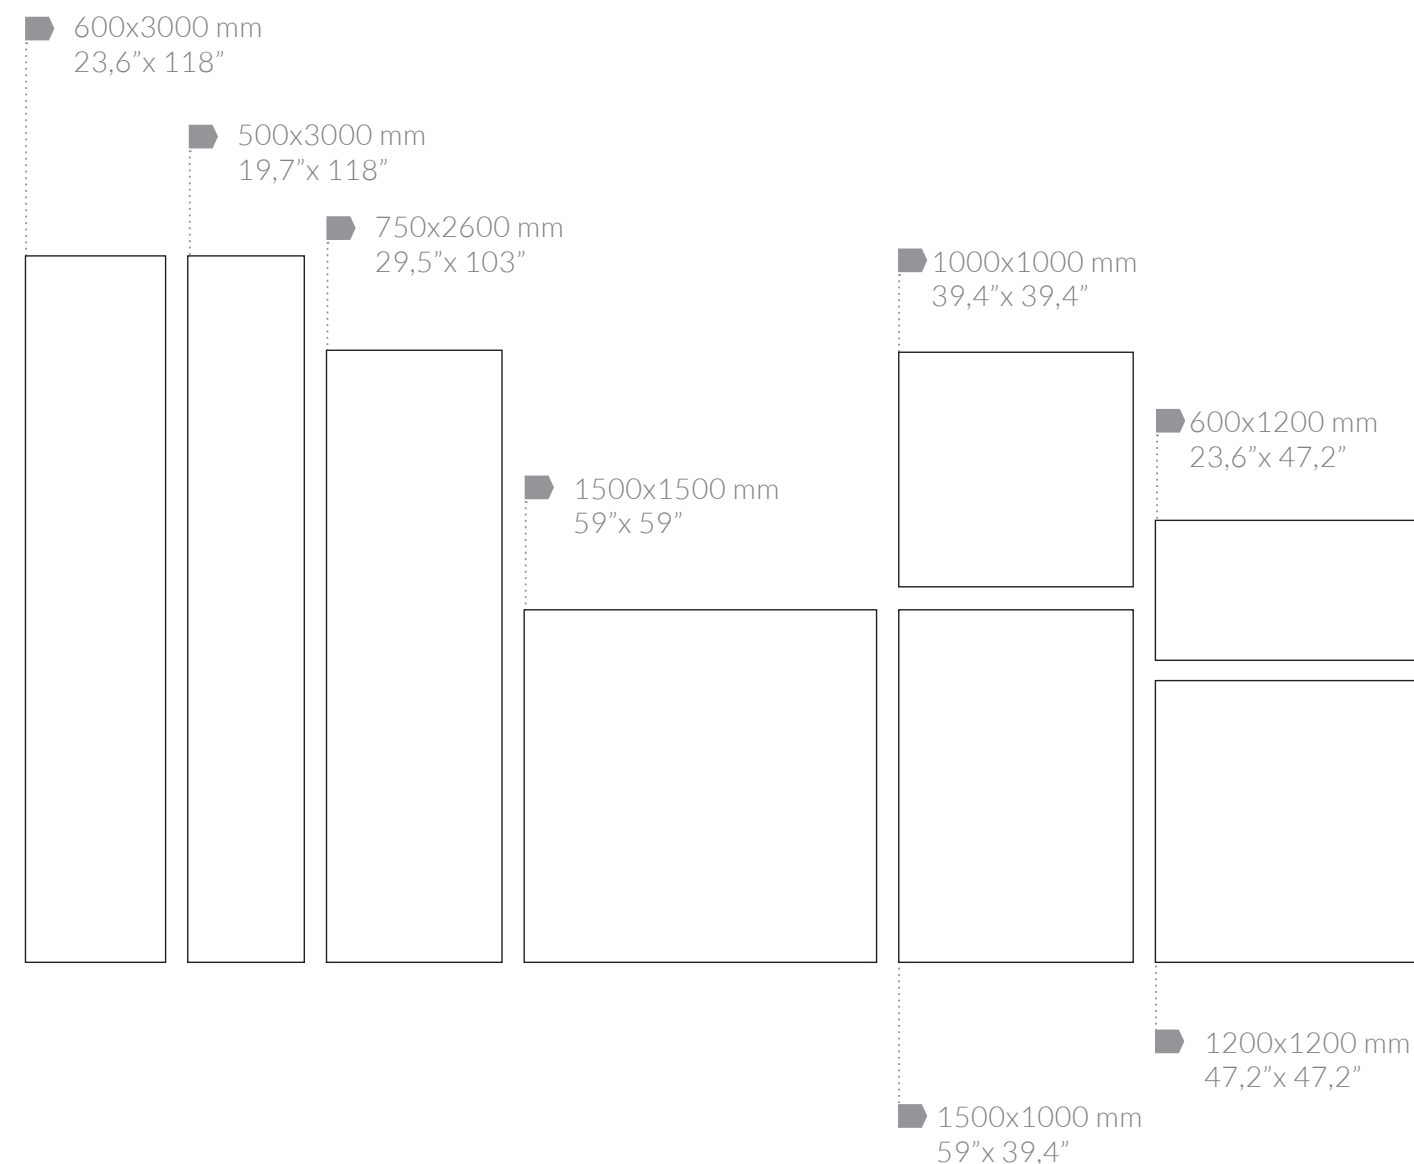 600x3000 mm
23,6”x 118”
500x3000 mm
19,7”x 118”
750x2600 mm
29,5”x 103”
1000x1000 mm
39,4”x 39,4”
600x1200 mm
23,6”x 47,2”
1500x1500 mm
59”x 59”
1200x1200 mm
47,2”x 47,2”
1500x1000 mm
59”x 39,4”